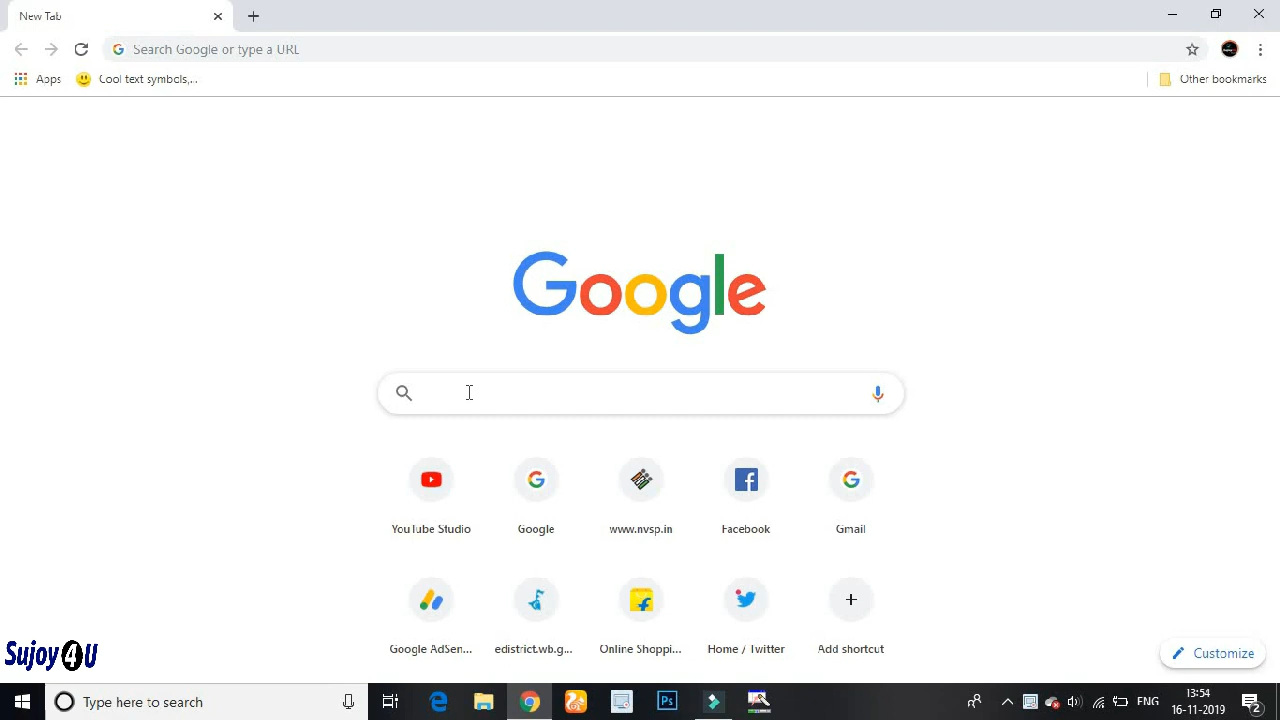 New Tab
Search Google or type a URL
Apps
Cool text symbols,...
Other bookmarks
Google
YouTube Studio
Google
www.nvsp.in
Facebook
Gmail
Google AdSen...
edistrict.wb.g...
Online Shoppi...
Home / Twitter
Add shortcut
Sujoy4U
Customize
Type here to search
Ps
ENG
13:54
16-11-2019
2